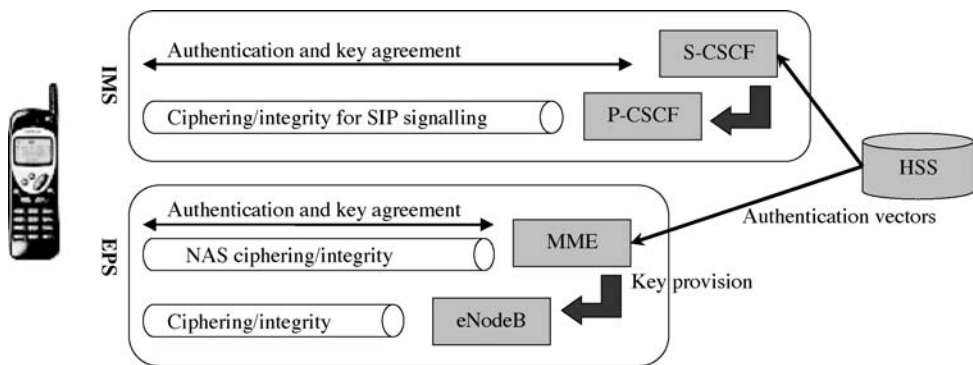 IMS
Authentication and key agreement
S-CSCF
Ciphering/integrity for SIP signalling
P-CSCF
HSS
Authentication vectors
EPS
Authentication and key agreement
NAS ciphering/integrity
MME
Key provision
Ciphering/integrity
eNodeB